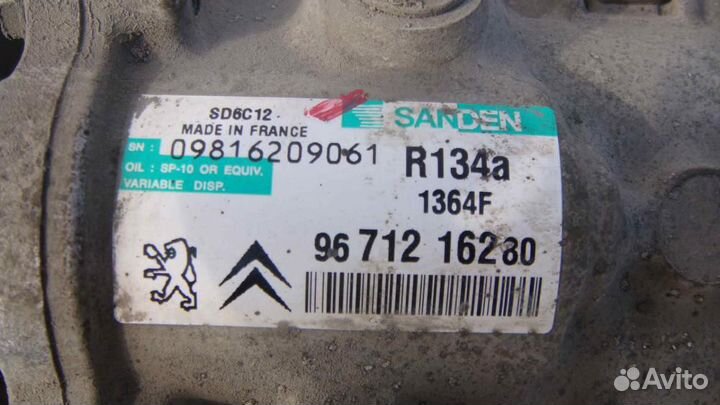 SD6C12
SANDEN
MADE IN FRANCE
SN : 09816209061
R134a
OIL : SP-10 OR EQUIV.
VARIABLE DISP.
1364F
96 712 162 80
Avito